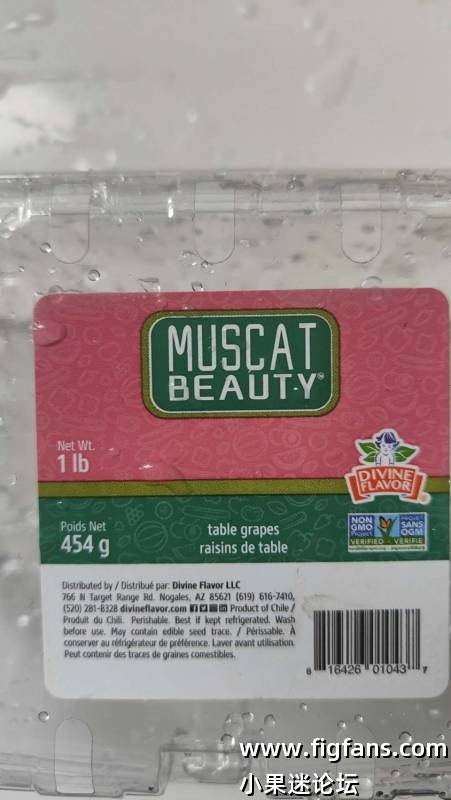 MUSCAT
BEAUTY™
Net Wt.
1 lb
DIVINE
FLAVOR
®
Poids Net
454 g
table grapes
raisins de table
NON
GMO
Project
VERIFIED
PROJET
SANS
OGM
VÉRIFIÉ
Distributed by / Distribué par: Divine Flavor LLC
766 N Target Range Rd. Nogales, AZ 85621 (619) 616-7410,
(520) 281-8328 divineflavor.com Product of Chile /
Produit du Chili. Perishable. Best if kept refrigerated. Wash
before use. May contain edible seed trace. / Périssable. À
conserver au réfrigérateur de préférence. Laver avant utilisation.
Peut contenir des traces de graines comestibles.
8 16426 01043 7
www.figfans.com
小果迷论坛